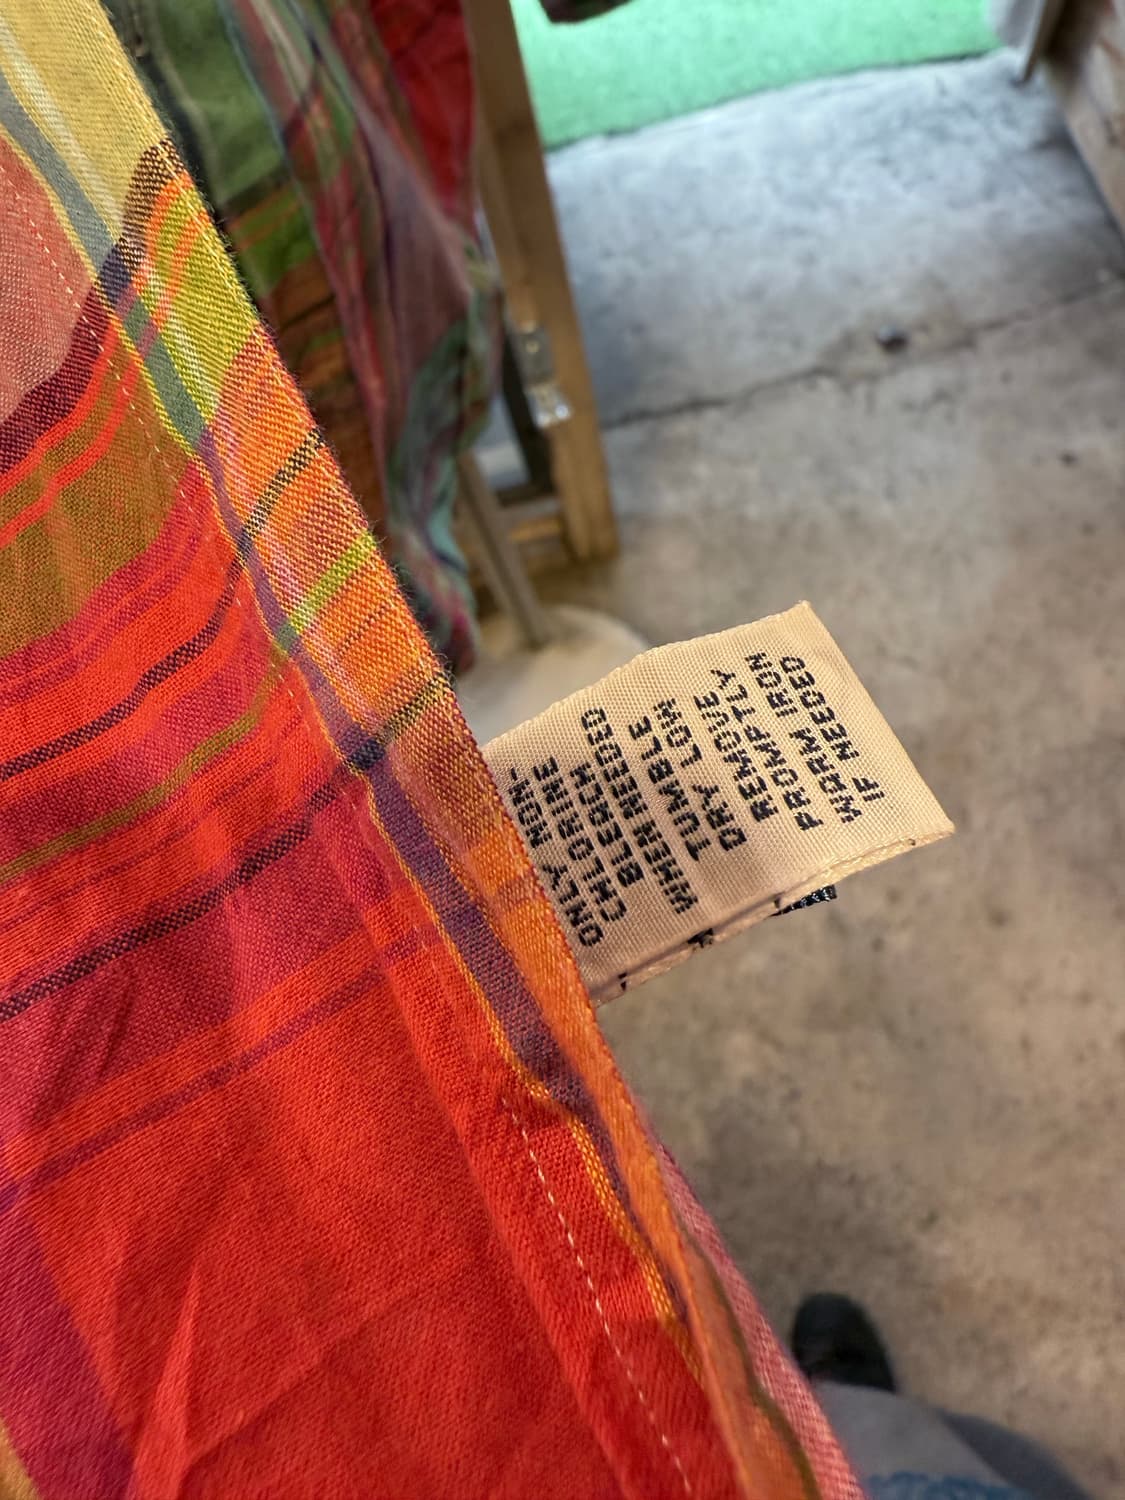 ONLY NON-
CHLORINE
BLEACH
WHEN NEEDED
TUMBLE
DRY LOW
REMOVE
PROMPTLY
WARM IRON
IF NEEDED